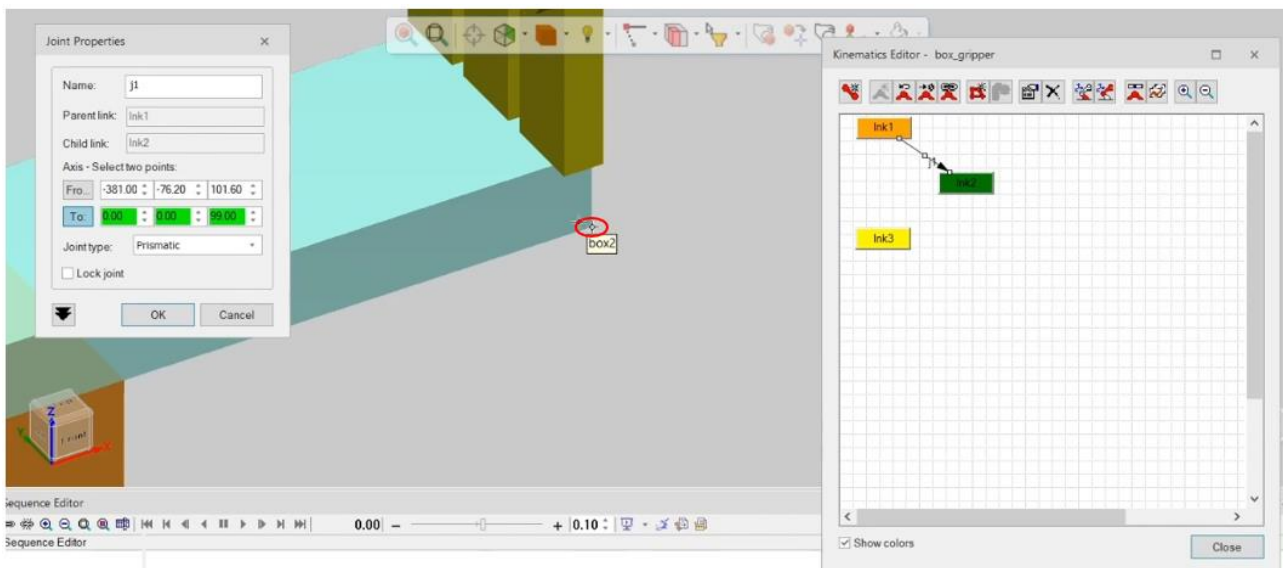 Joint Properties
Name: j1
Parent link: lnk1
Child link: lnk2
Axis - Select two points:
Fro... -381.00 -76.20 101.60
To: 0.00 0.00 99.00
Joint type: Prismatic
Lock joint
OK Cancel
box2
Kinematics Editor - box_gripper
lnk1
j1
lnk2
lnk3
Show colors
Close
Z
Y
X
Front
Sequence Editor
0.00 − + 0.10
Sequence Editor